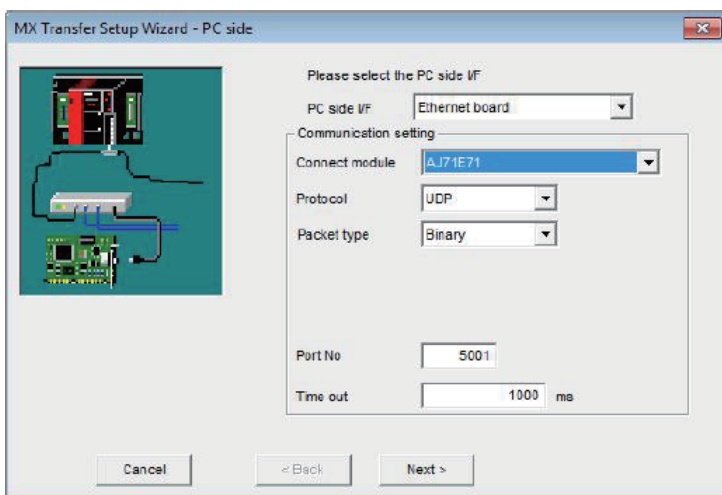 MX Transfer Setup Wizard - PC side
Please select the PC side I/F
PC side I/F Ethernet board
Communication setting
Connect module AJ71E71
Protocol UDP
Packet type Binary
Port No 5001
Time out 1000 ms
Cancel < Back Next >